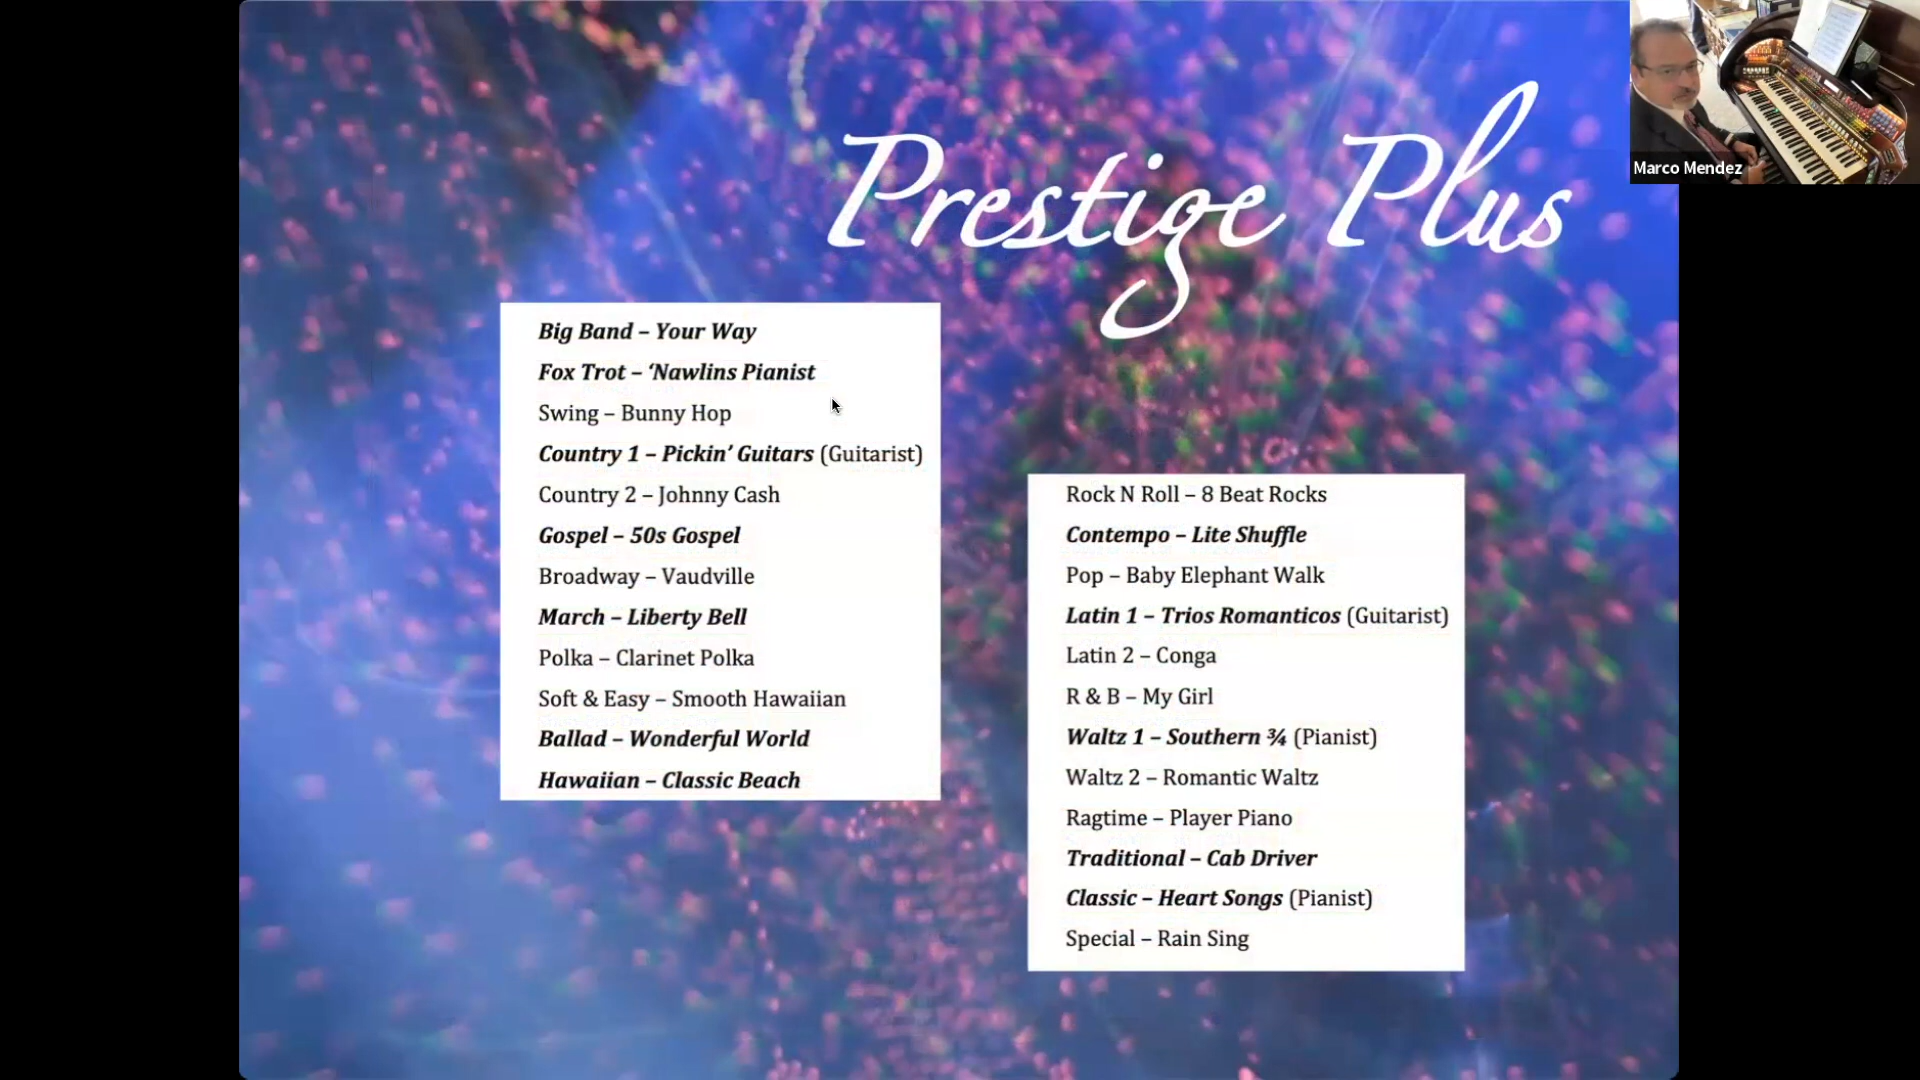 Prestige Plus
Marco Mendez
Big Band – Your Way
Fox Trot – ‘Nawlins Pianist
Swing – Bunny Hop
Country 1 – Pickin’ Guitars (Guitarist)
Country 2 – Johnny Cash
Gospel – 50s Gospel
Broadway – Vaudville
March – Liberty Bell
Polka – Clarinet Polka
Soft & Easy – Smooth Hawaiian
Ballad – Wonderful World
Hawaiian – Classic Beach
Rock N Roll – 8 Beat Rocks
Contempo – Lite Shuffle
Pop – Baby Elephant Walk
Latin 1 – Trios Romanticos (Guitarist)
Latin 2 – Conga
R & B – My Girl
Waltz 1 – Southern ¾ (Pianist)
Waltz 2 – Romantic Waltz
Ragtime – Player Piano
Traditional – Cab Driver
Classic – Heart Songs (Pianist)
Special – Rain Sing